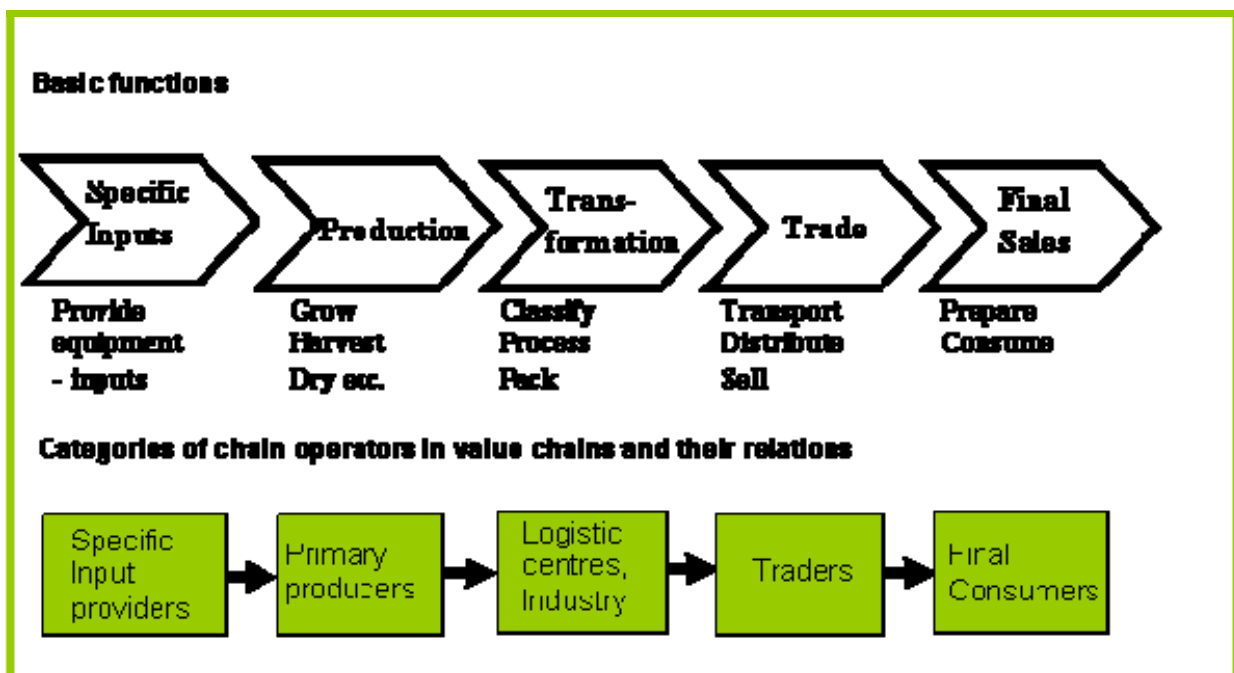 Basic functions
Specific
Inputs
Production
Trans-
formation
Trade
Final
Sales
Provide
equipment
- inputs
Grow
Harvest
Dry etc.
Classify
Process
Pack
Transport
Distribute
Sell
Prepare
Consume
Categories of chain operators in value chains and their relations
Specific
Input
providers
Primary
producers
Logistic
centres,
Industry
Traders
Final
Consumers